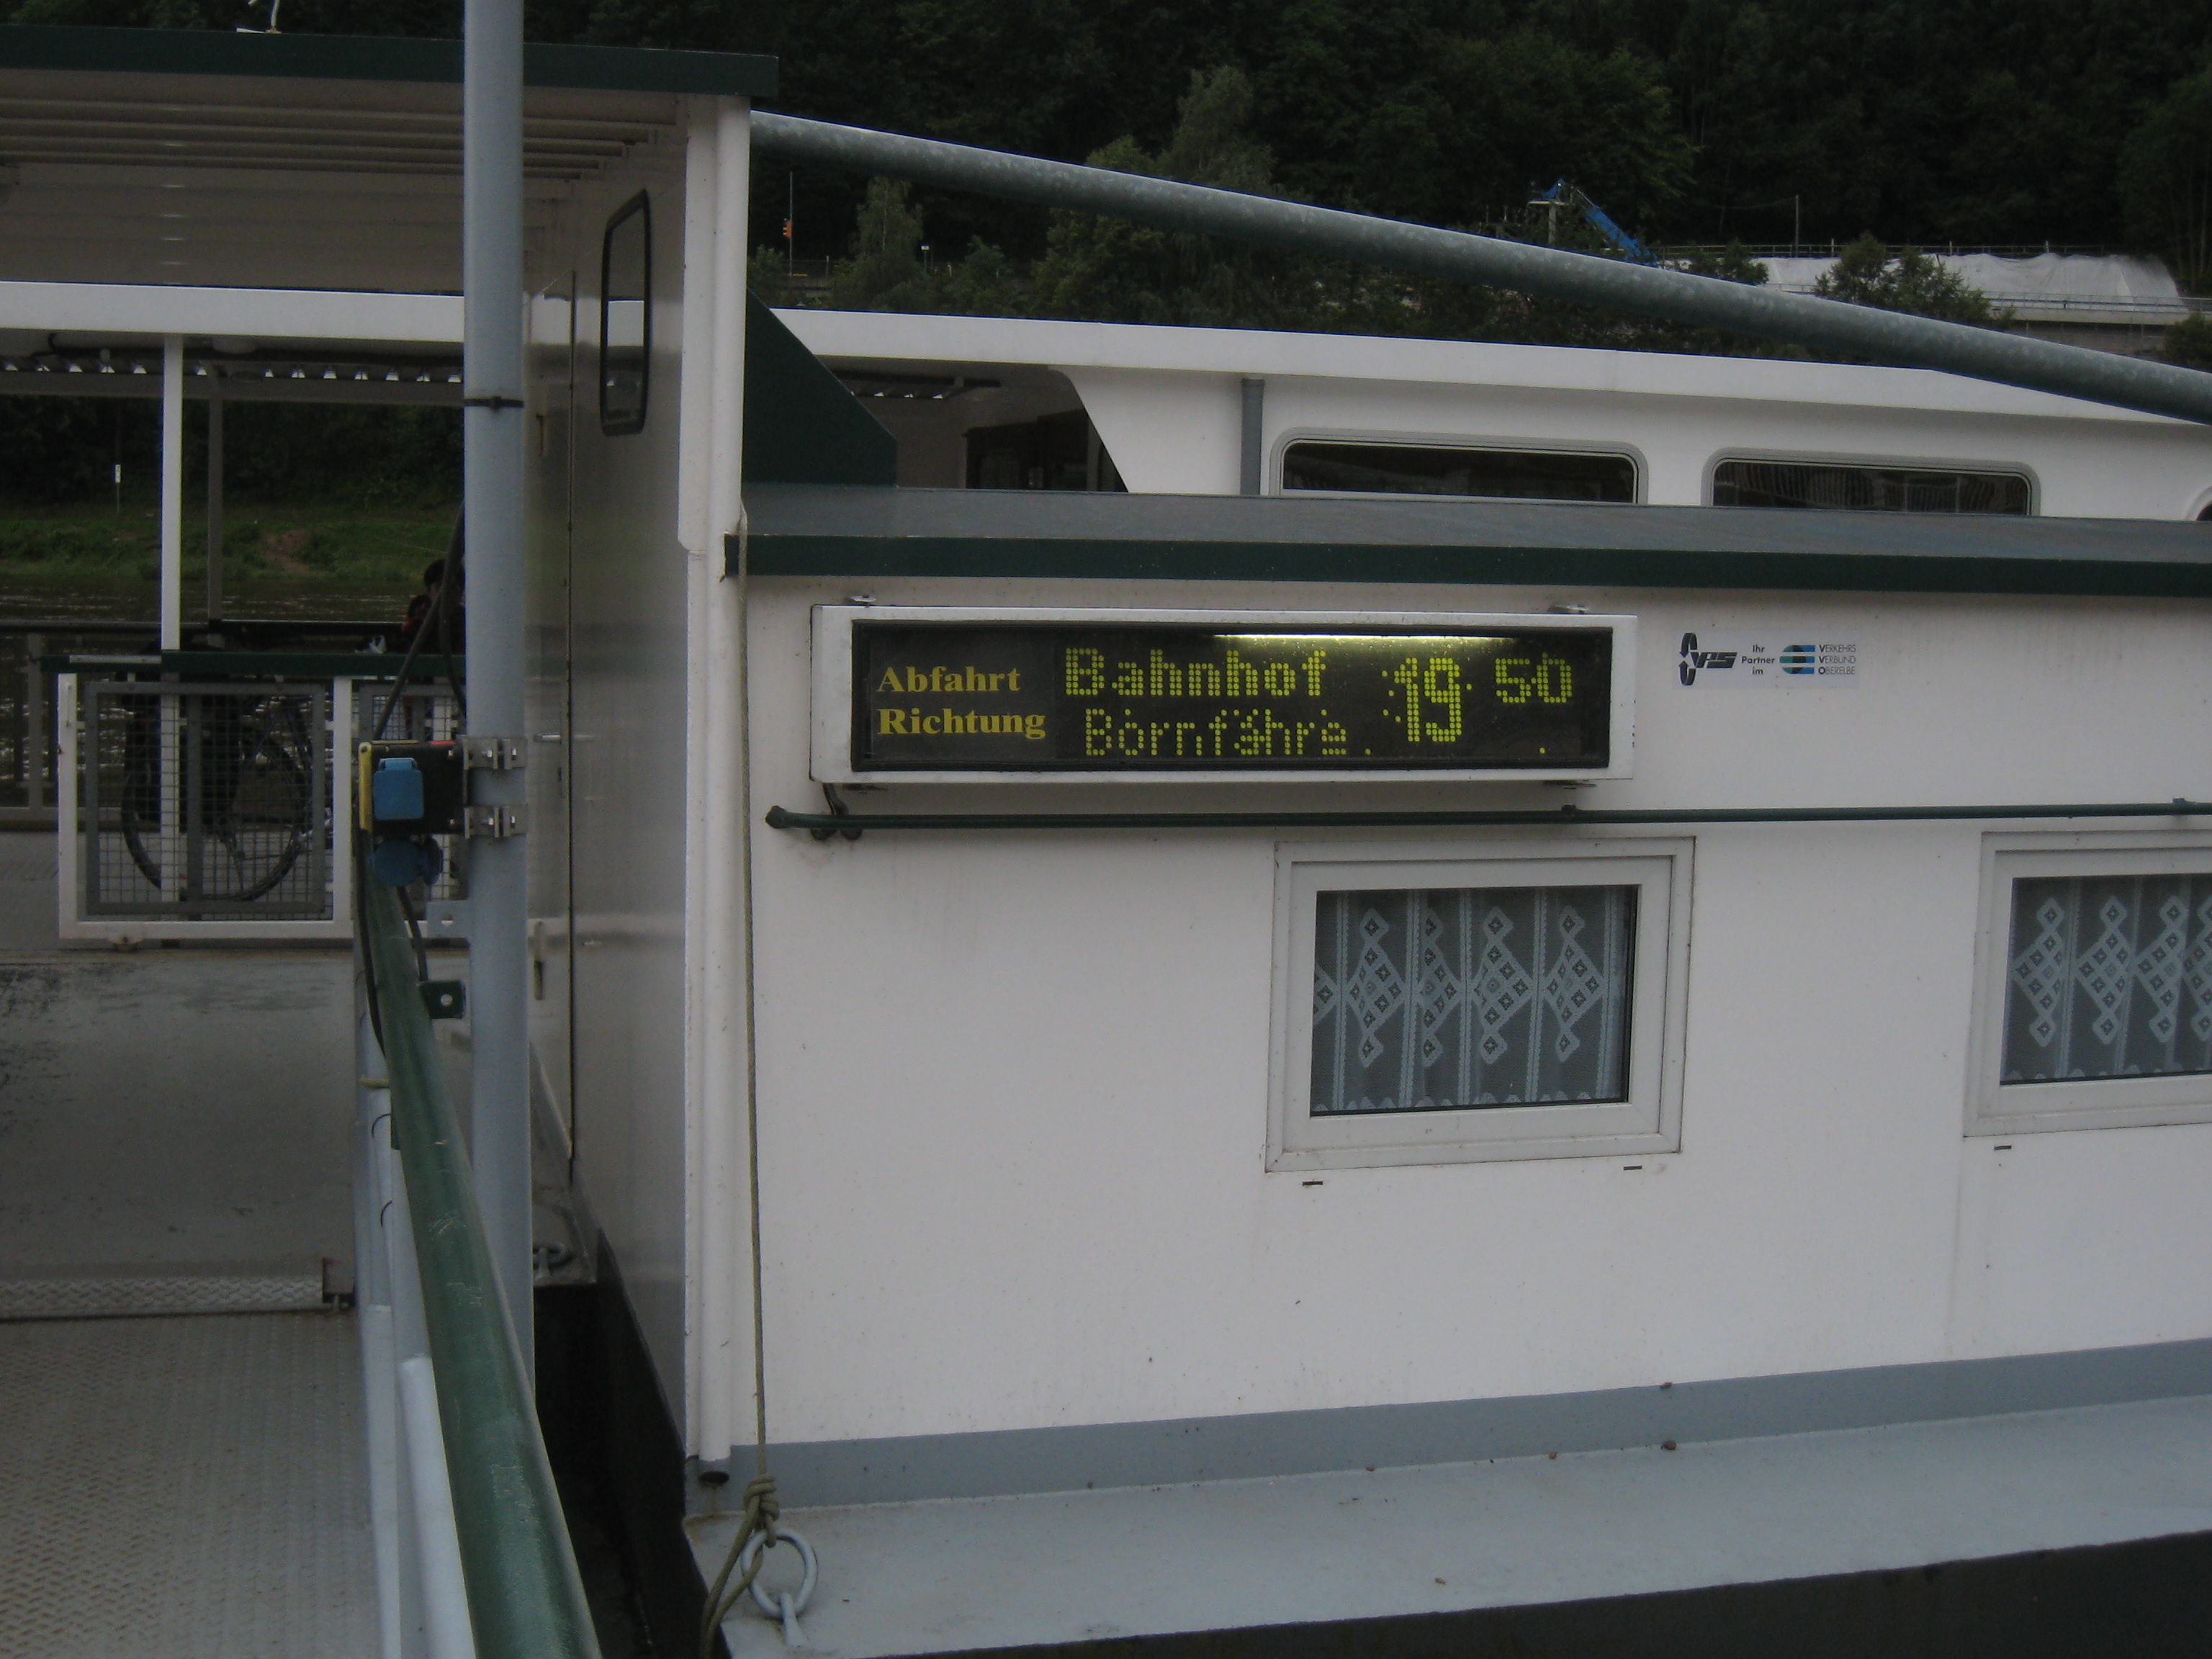 Abfahrt
Richtung
Bahnhof 19 50
Bornfähre.
Ihr
Partner
im
VERKEHRS
VERBUND
OBERELBE